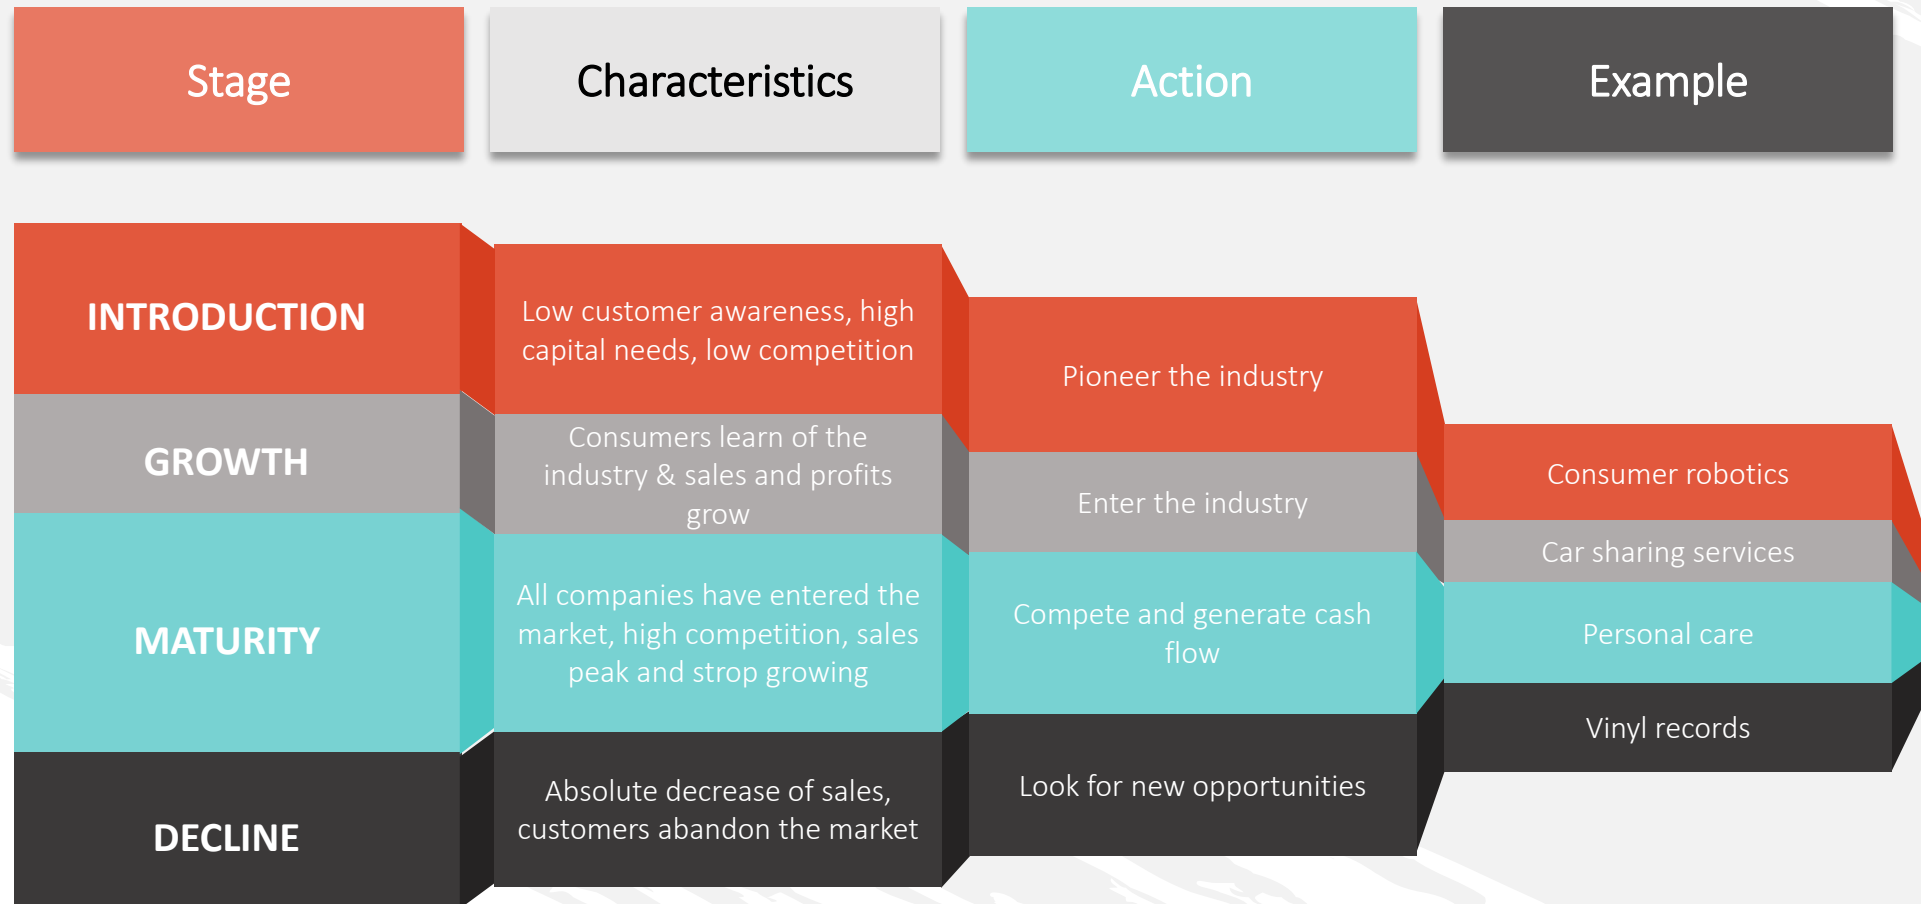 Stage
Characteristics
Action
Example
INTRODUCTION
Low customer awareness, high
capital needs, low competition
Pioneer the industry
Consumer robotics
GROWTH
Consumers learn of the
industry & sales and profits
grow
Enter the industry
Car sharing services
MATURITY
All companies have entered the
market, high competition, sales
peak and strop growing
Compete and generate cash
flow
Personal care
DECLINE
Absolute decrease of sales,
customers abandon the market
Look for new opportunities
Vinyl records